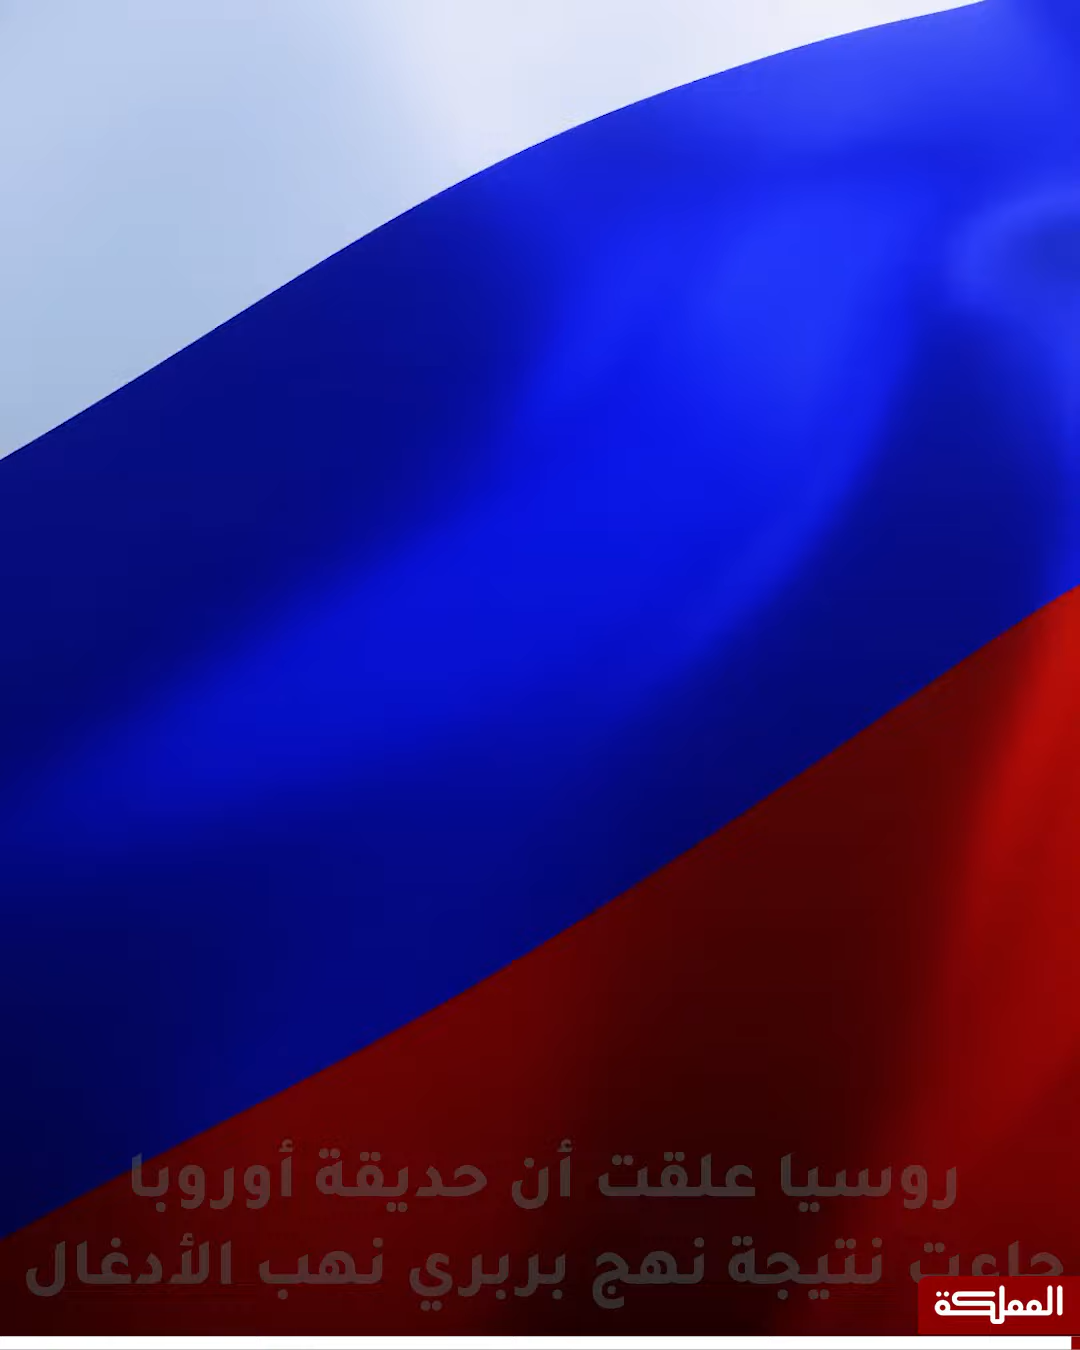 روسيا علقت أن حديقة أوروبا
جاءت نتيجة نهج بربري نهب الأدغال
المملكة